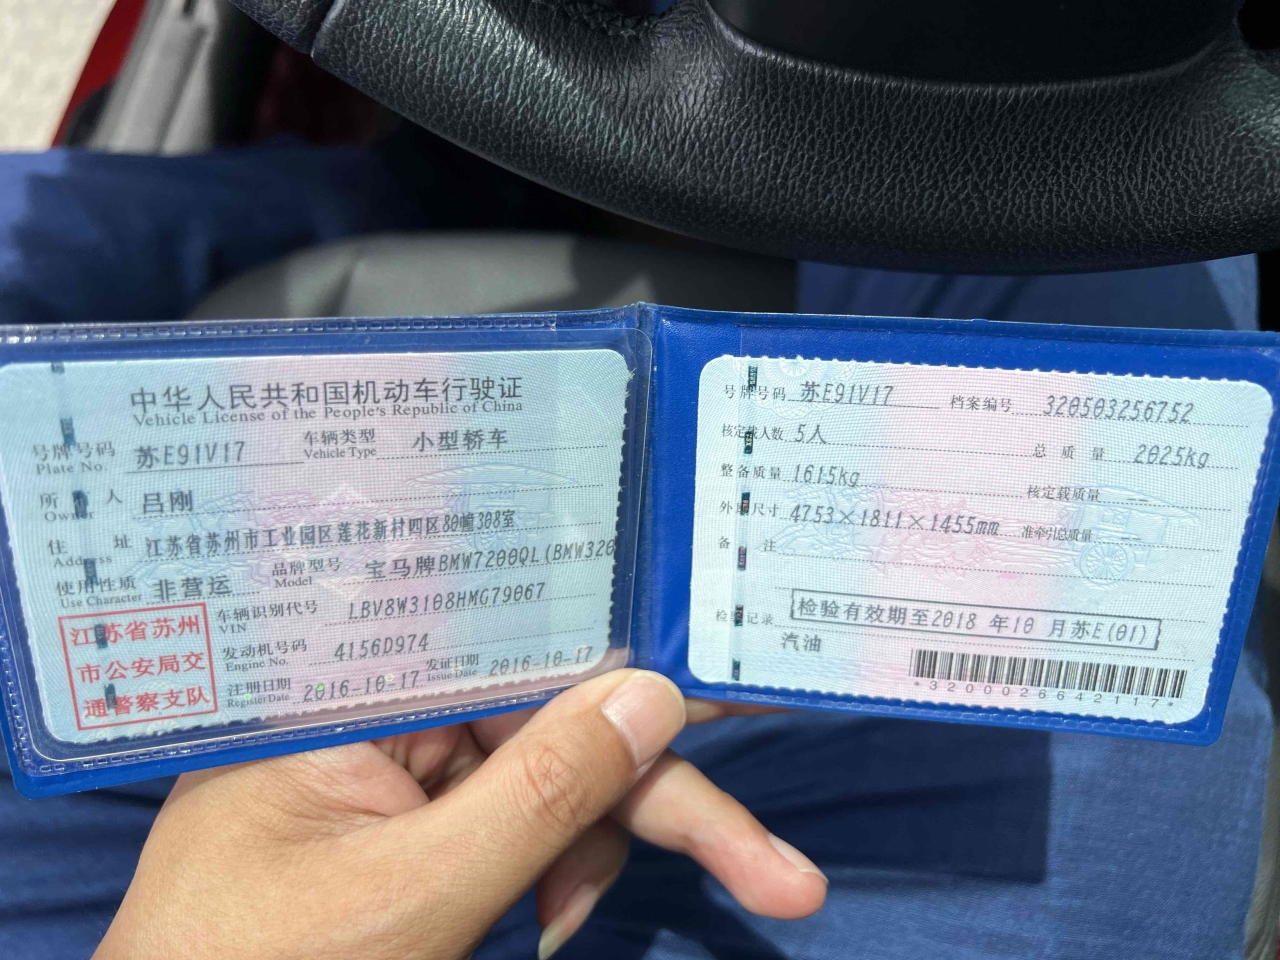 中华人民共和国机动车行驶证
Vehicle License of the People's Republic of China
号牌号码 苏E91V17 车辆类型 小型轿车
Plate No. Vehicle Type
所有人 吕刚
Owner
住址 江苏省苏州市工业园区莲花新村四区80幢308室
Address
使用性质 非营运 品牌型号 宝马牌BMW7200QL(BMW320
Use Character Model
江苏省苏州
市公安局交
通警察支队
车辆识别代号 LBV8W3108HMG79067
VIN
发动机号码 4156D974
Engine No.
注册日期 2016-10-17 发证日期 2016-10-17
Register Date Issue Date
号牌号码 苏E91V17 档案编号 320503256752
核定载人数 5人 总质量 2025kg
整备质量 1615kg 核定载质量 --
外廓尺寸 4753×1811×1455mm 准牵引总质量 --
备注
检验记录 检验有效期至2018 年10 月苏E(01)
汽油
*3200026642117*